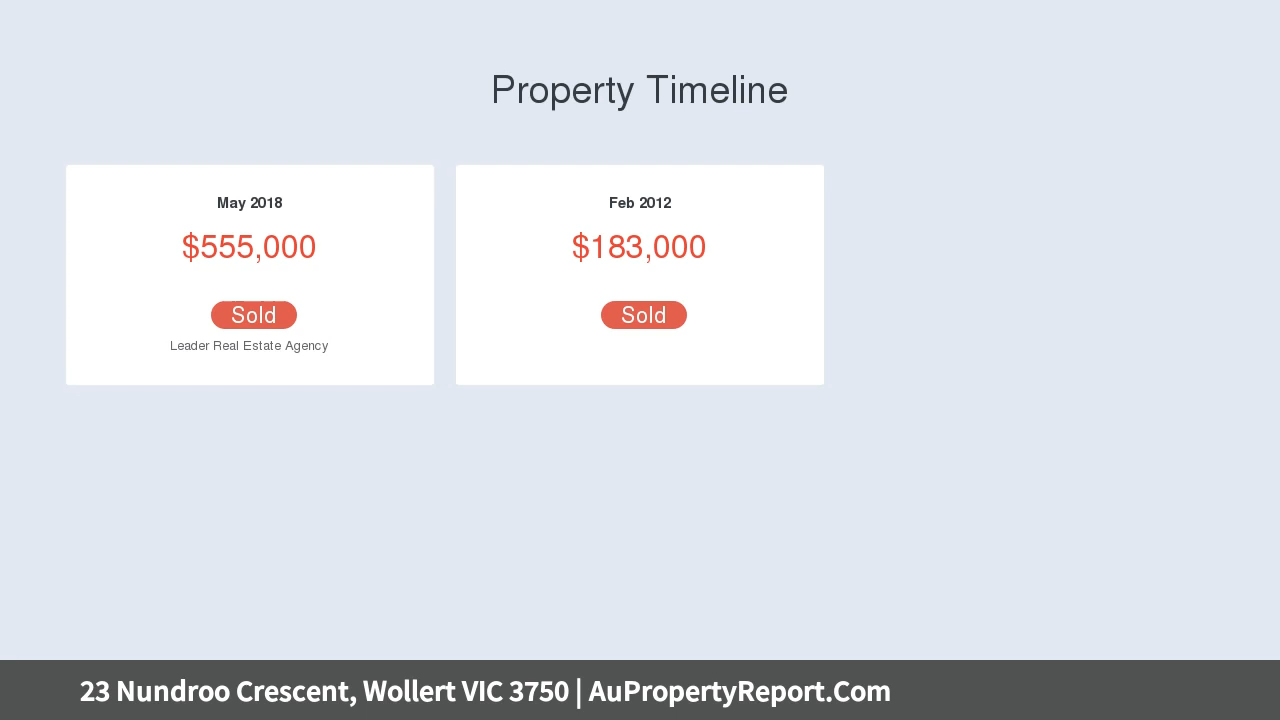 Property Timeline
May 2018
$555,000
Sold
Leader Real Estate Agency
Feb 2012
$183,000
Sold
23 Nundroo Crescent, Wollert VIC 3750 | AuPropertyReport.Com